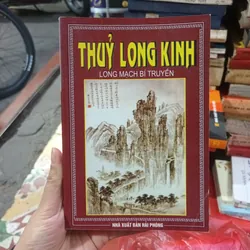 THUỶ LONG KINH
LONG MẠCH BÍ TRUYỀN
NHÀ XUẤT BẢN HẢI PHÒNG